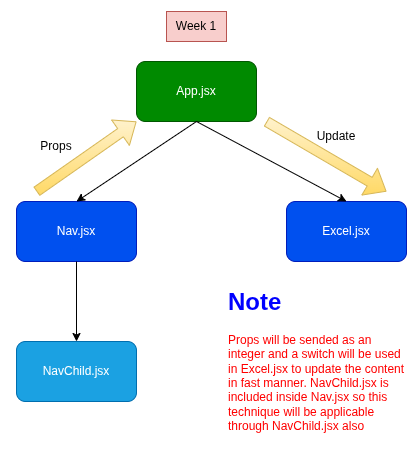 Week 1
App.jsx
Props
Update
Nav.jsx
Excel.jsx
Note
NavChild.jsx
Props will be sended as an
integer and a switch will be used
in Excel.jsx to update the content
in fast manner. NavChild.jsx is
included inside Nav.jsx so this
technique will be applicable
through NavChild.jsx also